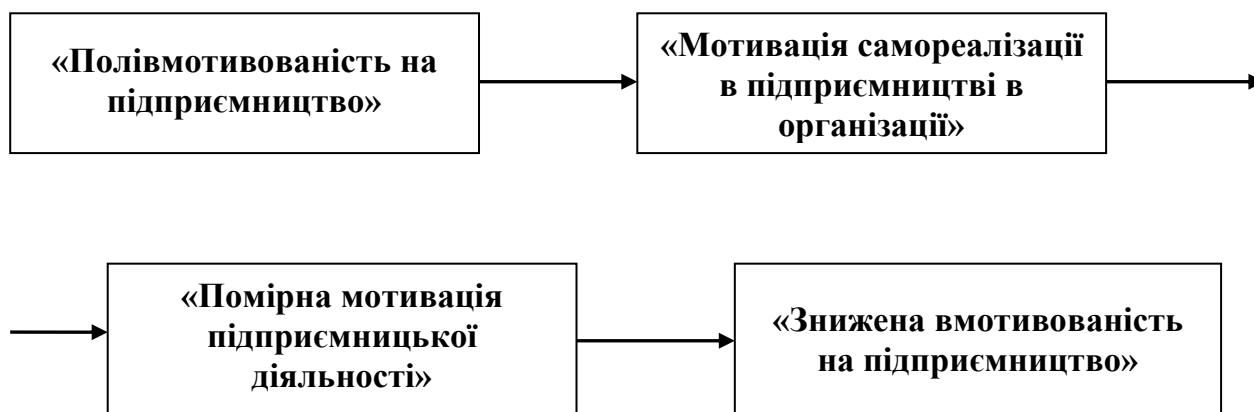 «Полівмотивованість на
підприємництво»
«Мотивація самореалізації
в підприємництві в
організації»
«Помірна мотивація
підприємницької
діяльності»
«Знижена вмотивованість
на підприємництво»